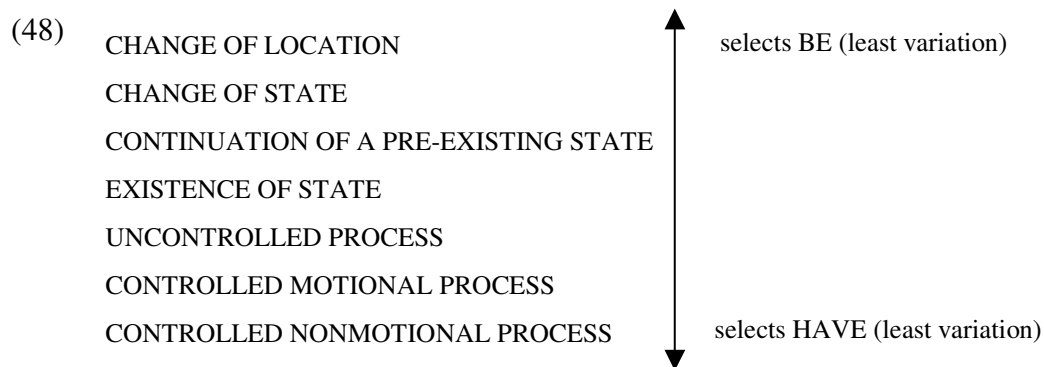 (48) CHANGE OF LOCATION selects BE (least variation)
CHANGE OF STATE
CONTINUATION OF A PRE-EXISTING STATE
EXISTENCE OF STATE
UNCONTROLLED PROCESS
CONTROLLED MOTIONAL PROCESS
CONTROLLED NONMOTIONAL PROCESS selects HAVE (least variation)